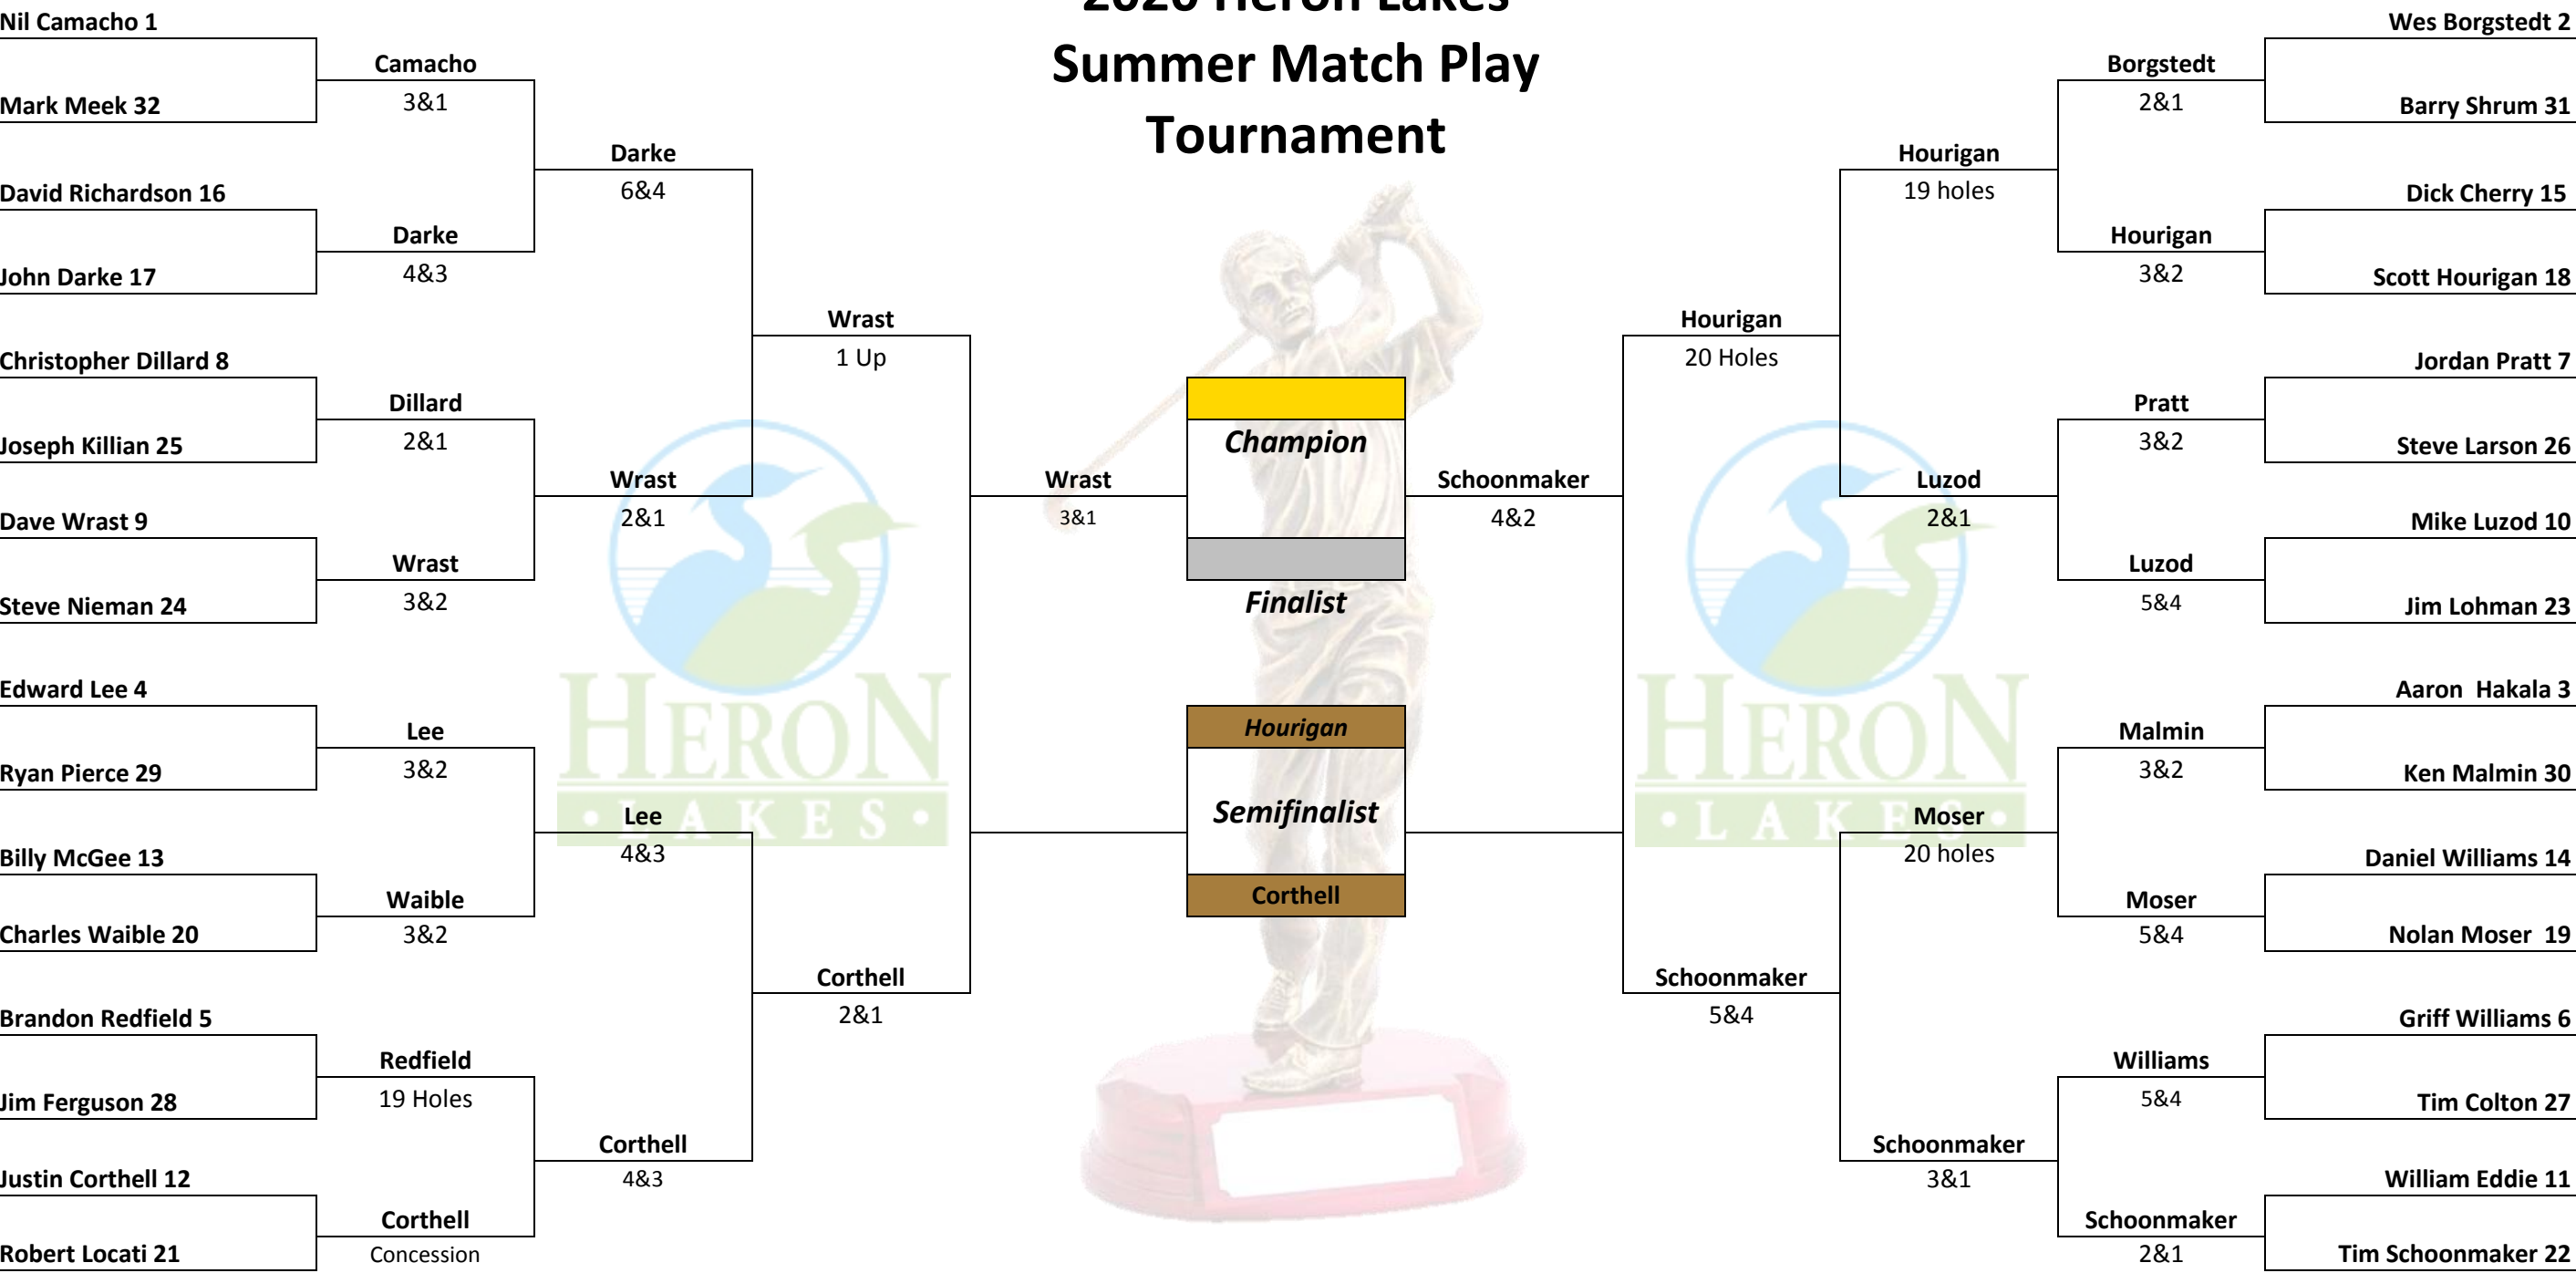 2020 Heron Lakes
Summer Match Play
Tournament
Nil Camacho 1
Mark Meek 32
David Richardson 16
John Darke 17
Christopher Dillard 8
Joseph Killian 25
Dave Wrast 9
Steve Nieman 24
Edward Lee 4
Ryan Pierce 29
Billy McGee 13
Charles Waible 20
Brandon Redfield 5
Jim Ferguson 28
Justin Corthell 12
Robert Locati 21
Camacho
3&1
Darke
4&3
Dillard
2&1
Wrast
3&2
Lee
3&2
Waible
3&2
Redfield
19 Holes
Corthell
Concession
Darke
6&4
Wrast
2&1
Lee
4&3
Corthell
4&3
Wrast
1 Up
Corthell
2&1
Wrast
3&1
Champion
Finalist
Hourigan
Semifinalist
Corthell
Schoonmaker
4&2
Hourigan
20 Holes
Schoonmaker
5&4
Hourigan
19 holes
Luzod
2&1
Moser
20 holes
Schoonmaker
3&1
Borgstedt
2&1
Hourigan
3&2
Pratt
3&2
Luzod
5&4
Malmin
3&2
Moser
5&4
Williams
5&4
Schoonmaker
2&1
Wes Borgstedt 2
Barry Shrum 31
Dick Cherry 15
Scott Hourigan 18
Jordan Pratt 7
Steve Larson 26
Mike Luzod 10
Jim Lohman 23
Aaron  Hakala 3
Ken Malmin 30
Daniel Williams 14
Nolan Moser  19
Griff Williams 6
Tim Colton 27
William Eddie 11
Tim Schoonmaker 22
HERON
• LAKES •
HERON
• LAKES •